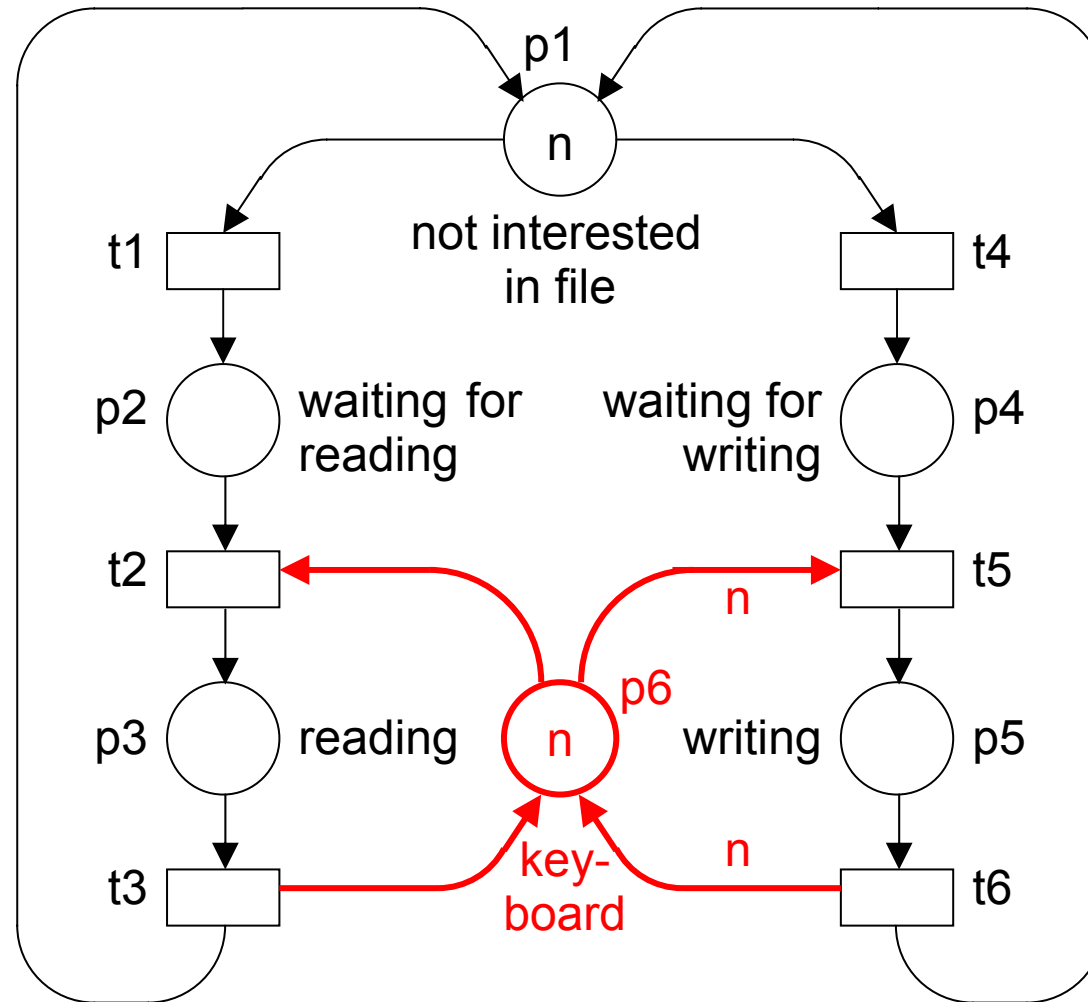 p1
n
not interested
in file
t1
t4
p2
waiting for
reading
waiting for
writing
p4
t2
n
t5
p6
p3
reading
n
writing
p5
t3
key-
board
n
t6